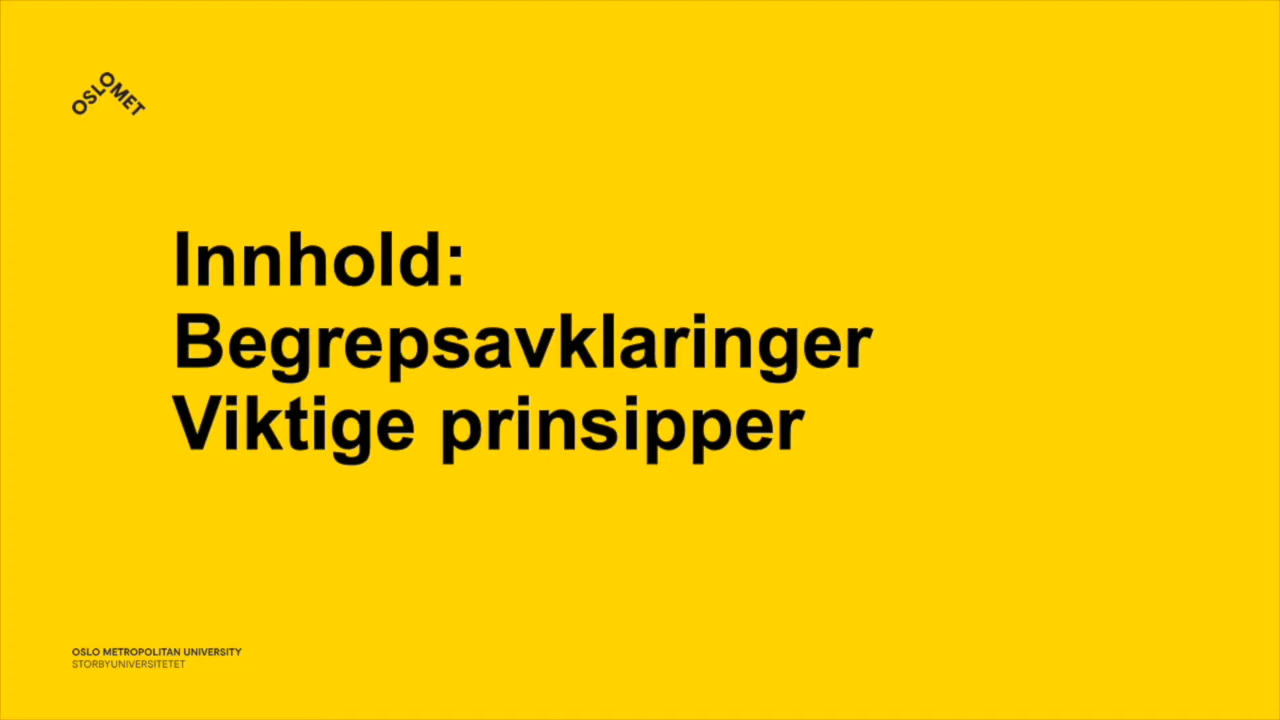 OSLOMET
Innhold:
Begrepsavklaringer
Viktige prinsipper
OSLO METROPOLITAN UNIVERSITY
STORBYUNIVERSITETET